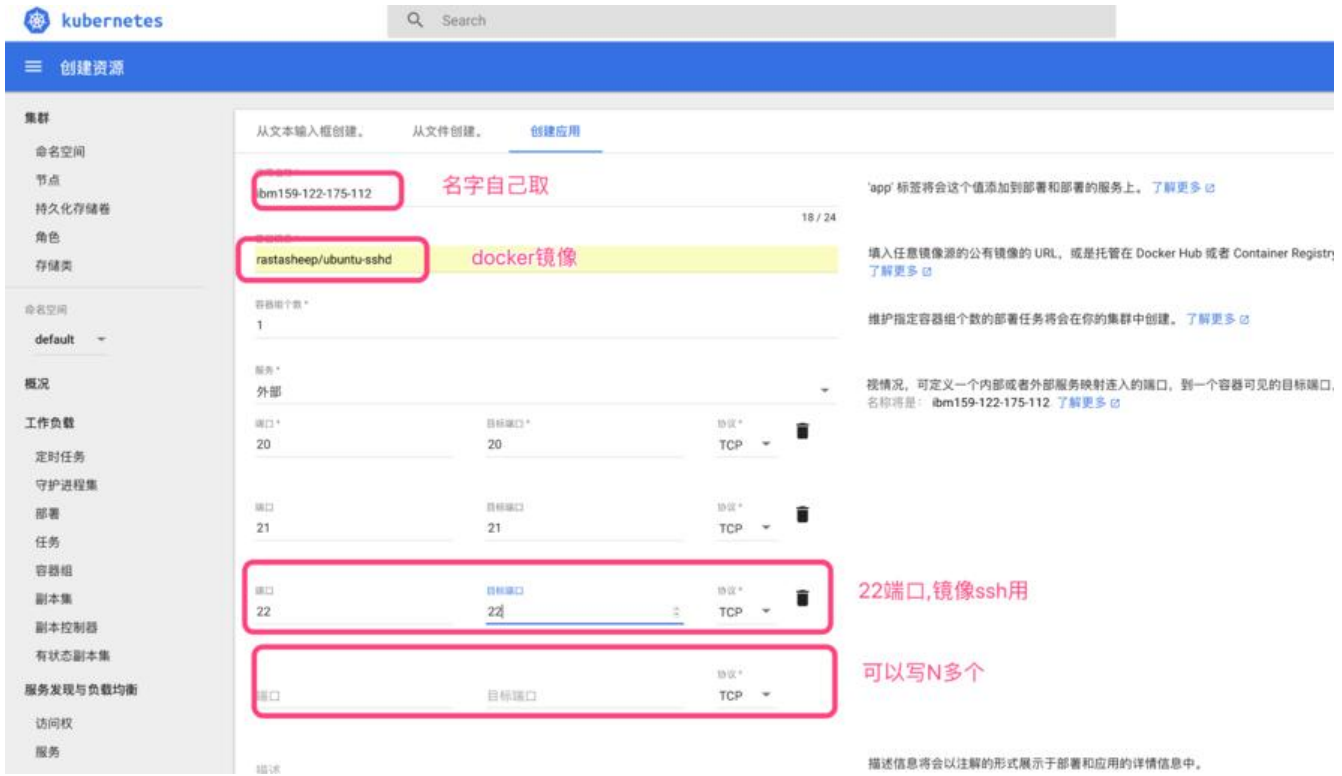 kubernetes
Search
创建资源
集群
命名空间
节点
持久化存储卷
角色
存储类
命名空间
default
概况
工作负载
定时任务
守护进程集
部署
任务
容器组
副本集
副本控制器
有状态副本集
服务发现与负载均衡
访问权
服务
从文本输入框创建。 从文件创建。 创建应用
ibm159-122-175-112 名字自己取
18 / 24
'app' 标签将会这个值添加到部署和部署的服务上。 了解更多
rastasheep/ubuntu-sshd docker镜像
填入任意镜像源的公有镜像的 URL，或是托管在 Docker Hub 或者 Container Registry
了解更多
容器组个数 *
1
维护指定容器组个数的部署任务将会在你的集群中创建。 了解更多
服务 *
外部
视情况，可定义一个内部或者外部服务映射连入的端口，到一个容器可见的目标端口，
名称将是： ibm159-122-175-112 了解更多
端口 * 目标端口 * 协议 *
20 20 TCP
端口 目标端口 协议 *
21 21 TCP
端口 目标端口 协议 *
22 22 TCP
22端口,镜像ssh用
协议 *
端口 目标端口 TCP
可以写N多个
描述
描述信息将会以注解的形式展示于部署和应用的详情信息中。